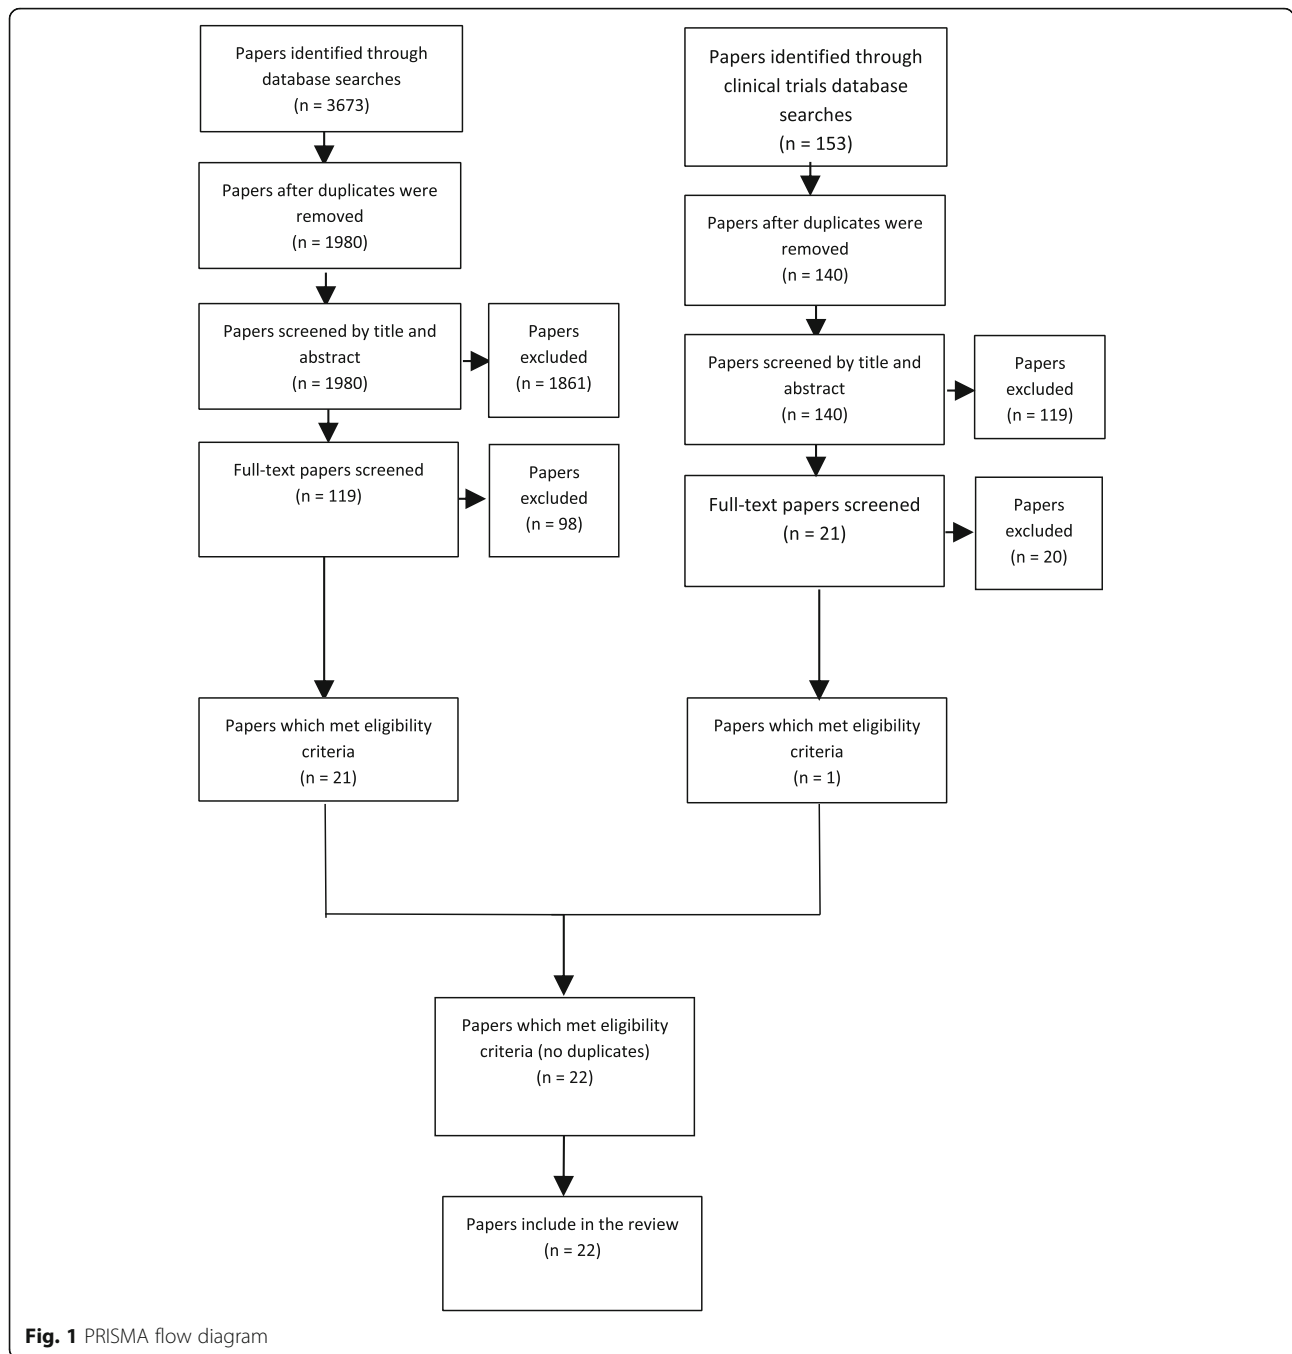 Papers identified through
database searches
(n = 3673)
Papers after duplicates were
removed
(n = 1980)
Papers screened by title and
abstract
(n = 1980)
Papers
excluded
(n = 1861)
Full-text papers screened
(n = 119)
Papers
excluded
(n = 98)
Papers which met eligibility
criteria
(n = 21)
Papers identified through
clinical trials database
searches
(n = 153)
Papers after duplicates were
removed
(n = 140)
Papers screened by title and
abstract
(n = 140)
Papers
excluded
(n = 119)
Full-text papers screened
(n = 21)
Papers
excluded
(n = 20)
Papers which met eligibility
criteria
(n = 1)
Papers which met eligibility
criteria (no duplicates)
(n = 22)
Papers include in the review
(n = 22)
Fig. 1 PRISMA flow diagram